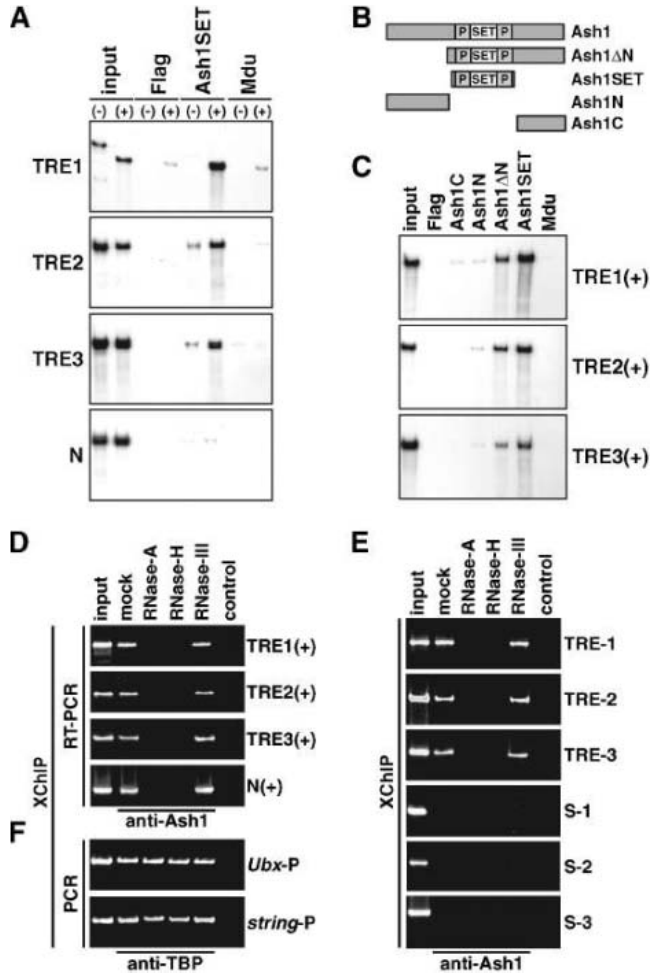 A
input
Flag
Ash1SET
Mdu
(-) (+) (-) (+) (-) (+) (-) (+)
TRE1
TRE2
TRE3
N
B
P SET P Ash1
P SET P Ash1ΔN
P SET P Ash1SET
Ash1N
Ash1C
C
input
Flag
Ash1C
Ash1N
Ash1ΔN
Ash1SET
Mdu
TRE1(+)
TRE2(+)
TRE3(+)
D
input
mock
RNase-A
RNase-H
RNase-III
control
XChIP
RT-PCR
TRE1(+)
TRE2(+)
TRE3(+)
N(+)
anti-Ash1
F
PCR
Ubx-P
string-P
anti-TBP
E
input
mock
RNase-A
RNase-H
RNase-III
control
XChIP
TRE-1
TRE-2
TRE-3
S-1
S-2
S-3
anti-Ash1